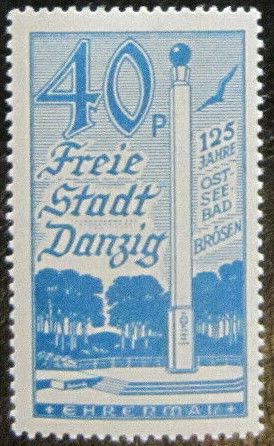 40 P
125
JAHRE
OST-
SEE-
BAD
BRÖSEN
Freie
Stadt
Danzig
EHRENMAL